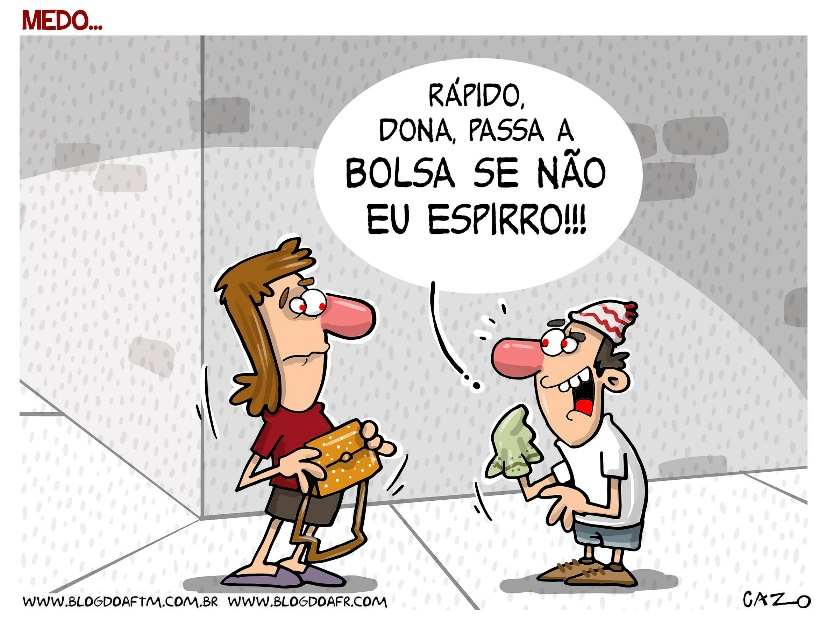 MEDO...
RÁPIDO,
DONA, PASSA A
BOLSA SE NÃO
EU ESPIRRO!!!
WWW.BLOGDOAFTM.COM.BR WWW.BLOGDOAFR.COM
CAZO